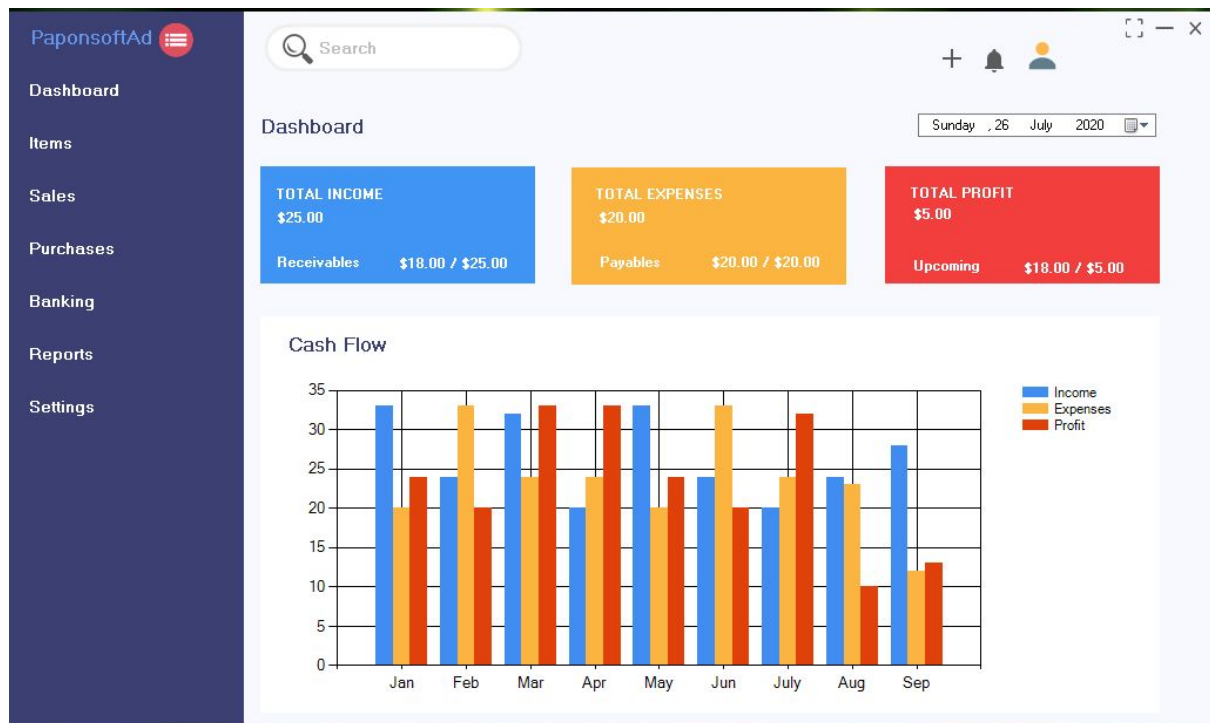 PaponsoftAd
Search
Dashboard
Items
Sales
Purchases
Banking
Reports
Settings
Dashboard
Sunday , 26 July 2020
TOTAL INCOME
$25.00
Receivables $18.00 / $25.00
TOTAL EXPENSES
$20.00
Payables $20.00 / $20.00
TOTAL PROFIT
$5.00
Upcoming $18.00 / $5.00
Cash Flow
35
30
25
20
15
10
5
0
Jan Feb Mar Apr May Jun July Aug Sep
Income
Expenses
Profit